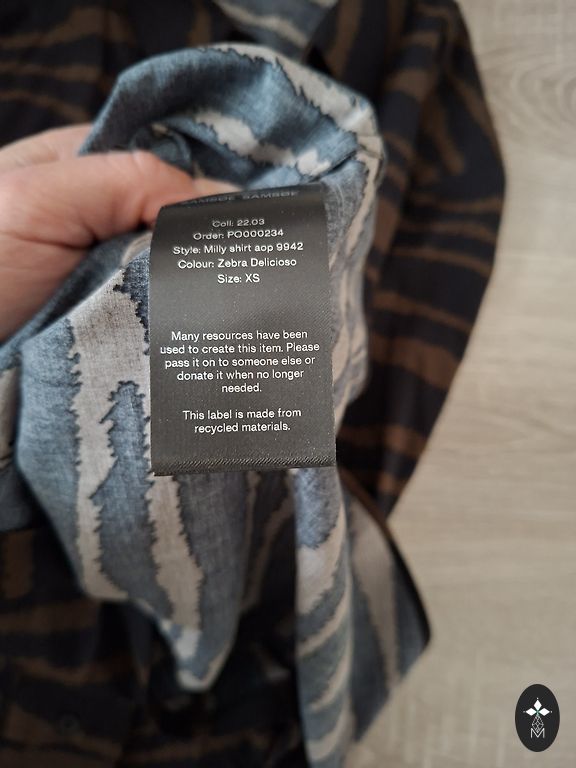 Coll: 22.03
Order: PO000234
Style: Milly shirt aop 9942
Colour: Zebra Delicioso
Size: XS
Many resources have been
used to create this item. Please
pass it on to someone else or
donate it when no longer
needed.
This label is made from
recycled materials.